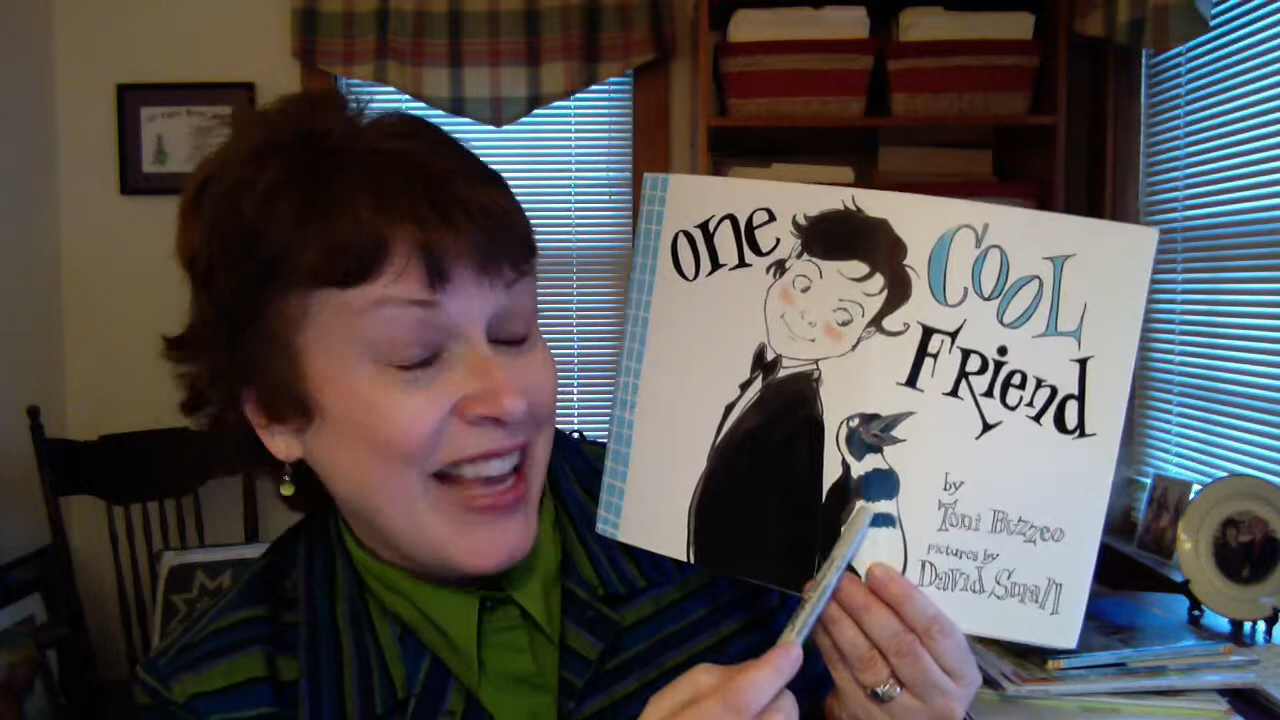 one
COOL
Friend
by
Toni Buzzeo
pictures by
David Small